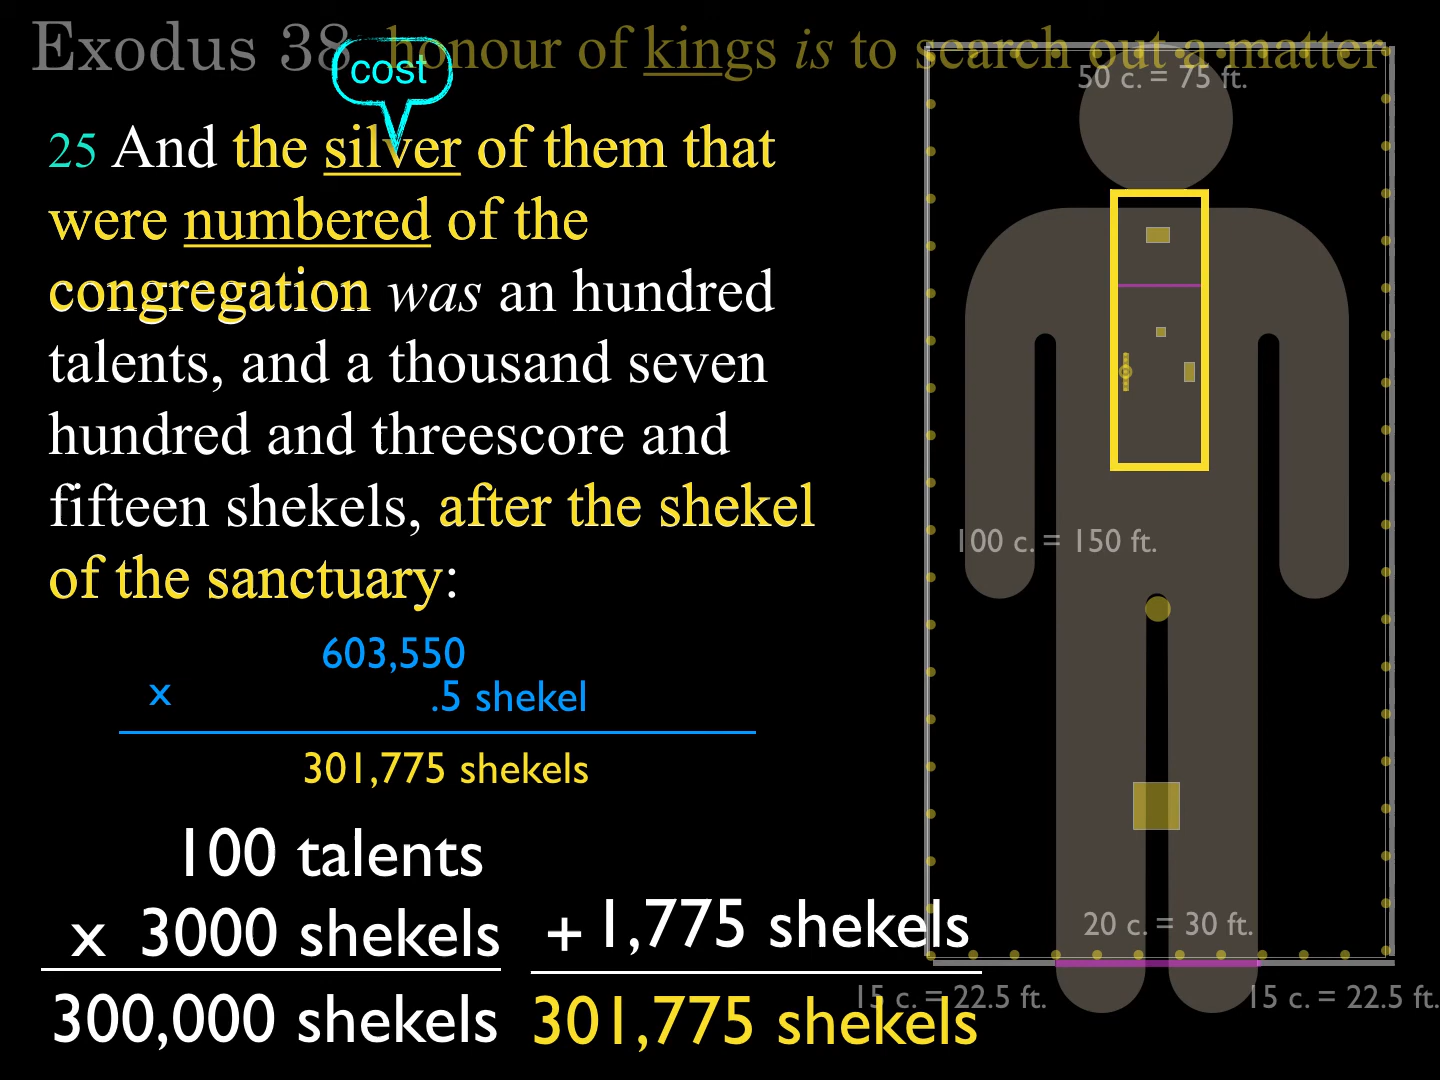 Exodus 38 honour of kings is to search out a matter.
cost
25 And the silver of them that
were numbered of the
congregation was an hundred
talents, and a thousand seven
hundred and threescore and
fifteen shekels, after the shekel
of the sanctuary:
603,550
x .5 shekel
301,775 shekels
100 talents
x 3000 shekels
300,000 shekels
+ 1,775 shekels
301,775 shekels
50 c. = 75 ft.
100 c. = 150 ft.
20 c. = 30 ft.
15 c. = 22.5 ft.
15 c. = 22.5 ft.